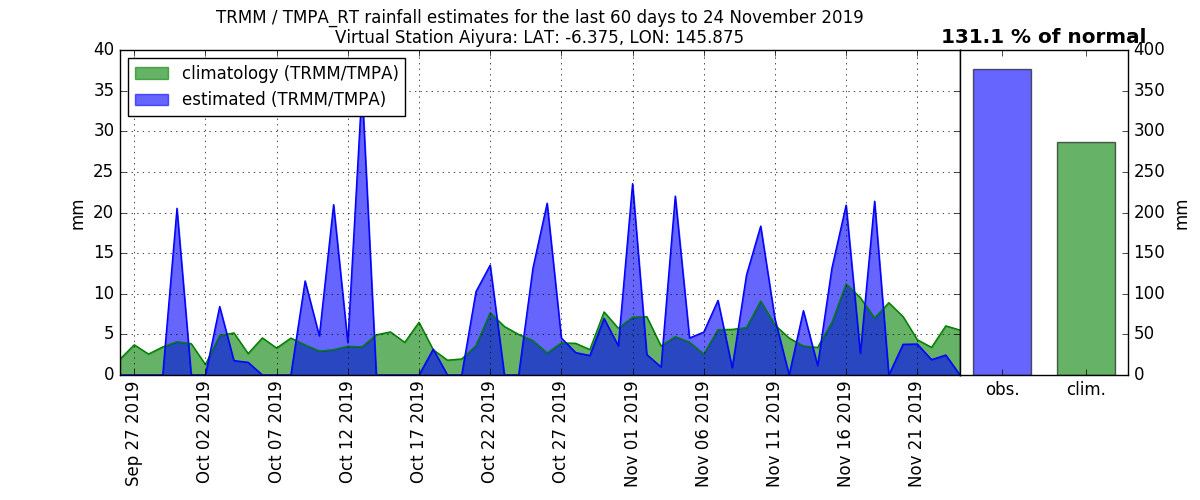 TRMM / TMPA_RT rainfall estimates for the last 60 days to 24 November 2019
Virtual Station Aiyura: LAT: -6.375, LON: 145.875
131.1 % of normal
climatology (TRMM/TMPA)
estimated (TRMM/TMPA)
40
35
30
25
20
15
10
5
0
mm
400
350
300
250
200
150
100
50
0
mm
Sep 27 2019
Oct 02 2019
Oct 07 2019
Oct 12 2019
Oct 17 2019
Oct 22 2019
Oct 27 2019
Nov 01 2019
Nov 06 2019
Nov 11 2019
Nov 16 2019
Nov 21 2019
obs.
clim.